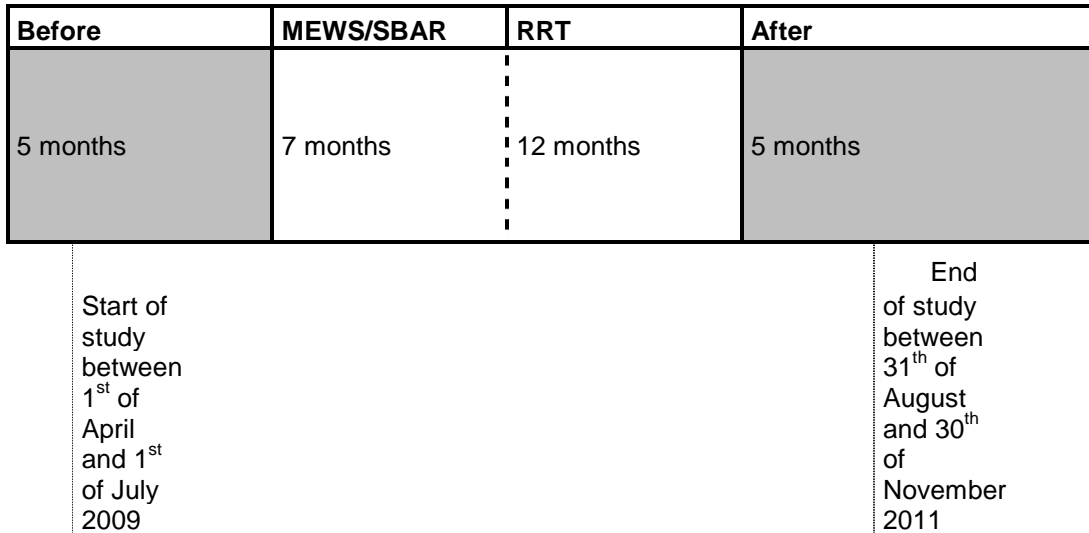 Before MEWS/SBAR RRT After
5 months 7 months 12 months 5 months
Start of
study
between
1st of
April
and 1st
of July
2009
End
of study
between
31th of
August
and 30th
of
November
2011